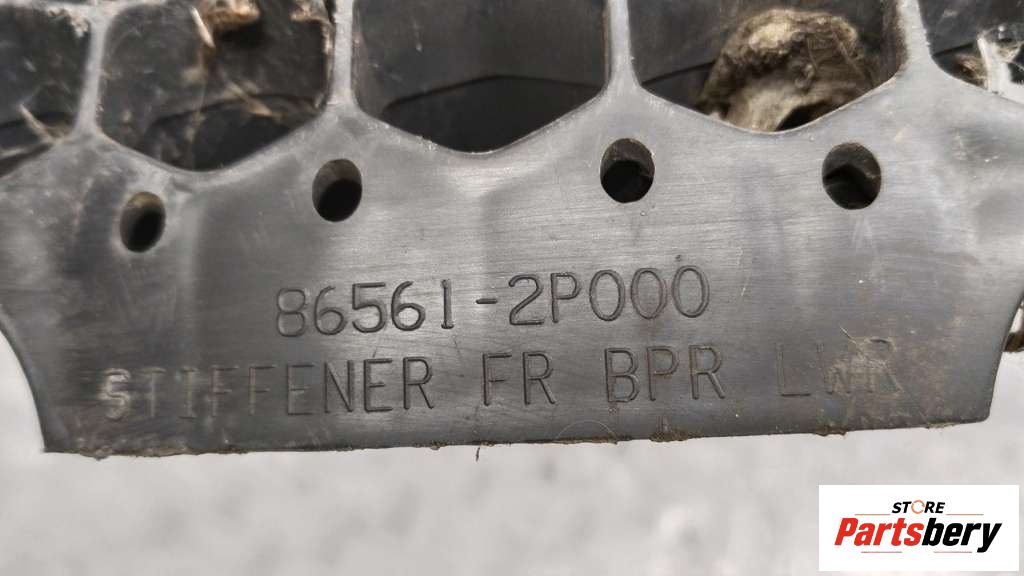 86561-2P000
STIFFENER FR BPR LWR
STORE
Partsbery